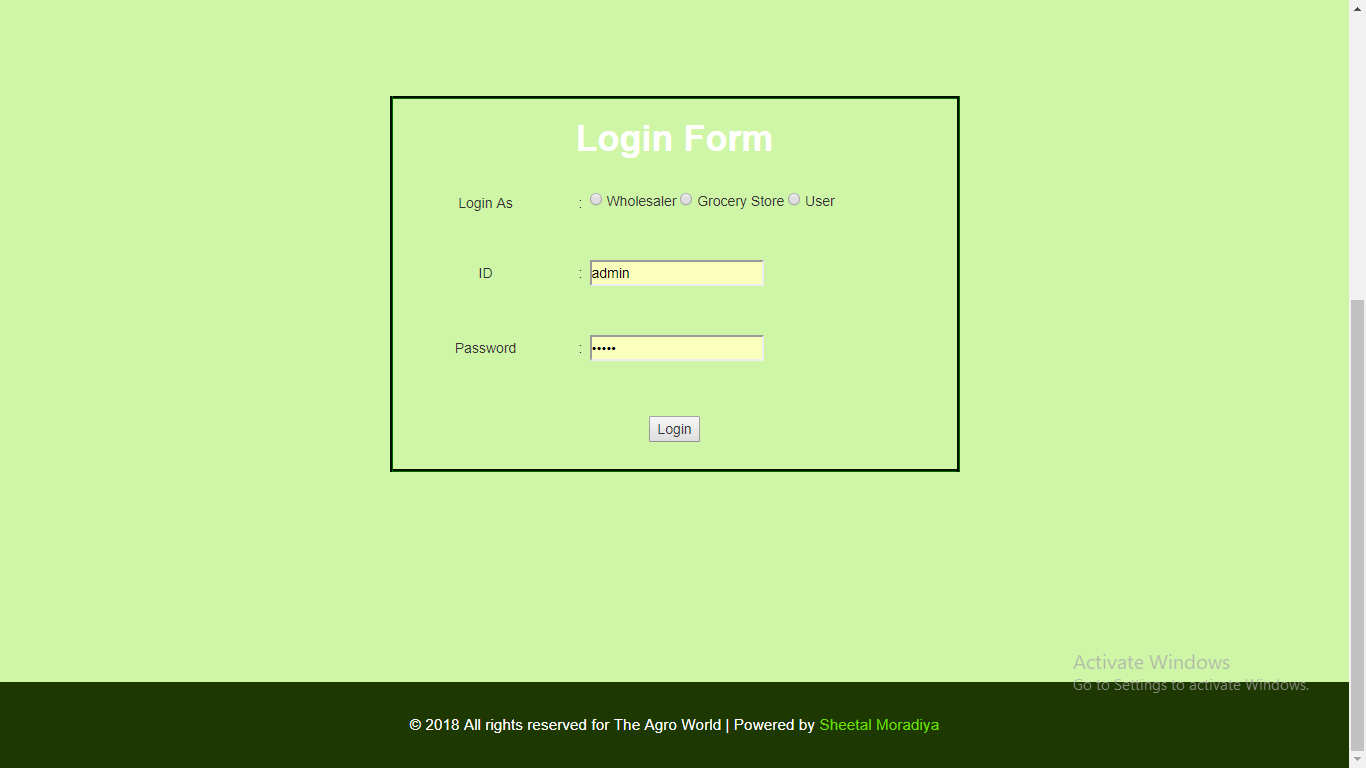 Login Form
Login As : Wholesaler Grocery Store User
ID : admin
Password : •••••
Login
Activate Windows
Go to Settings to activate Windows.
© 2018 All rights reserved for The Agro World | Powered by Sheetal Moradiya